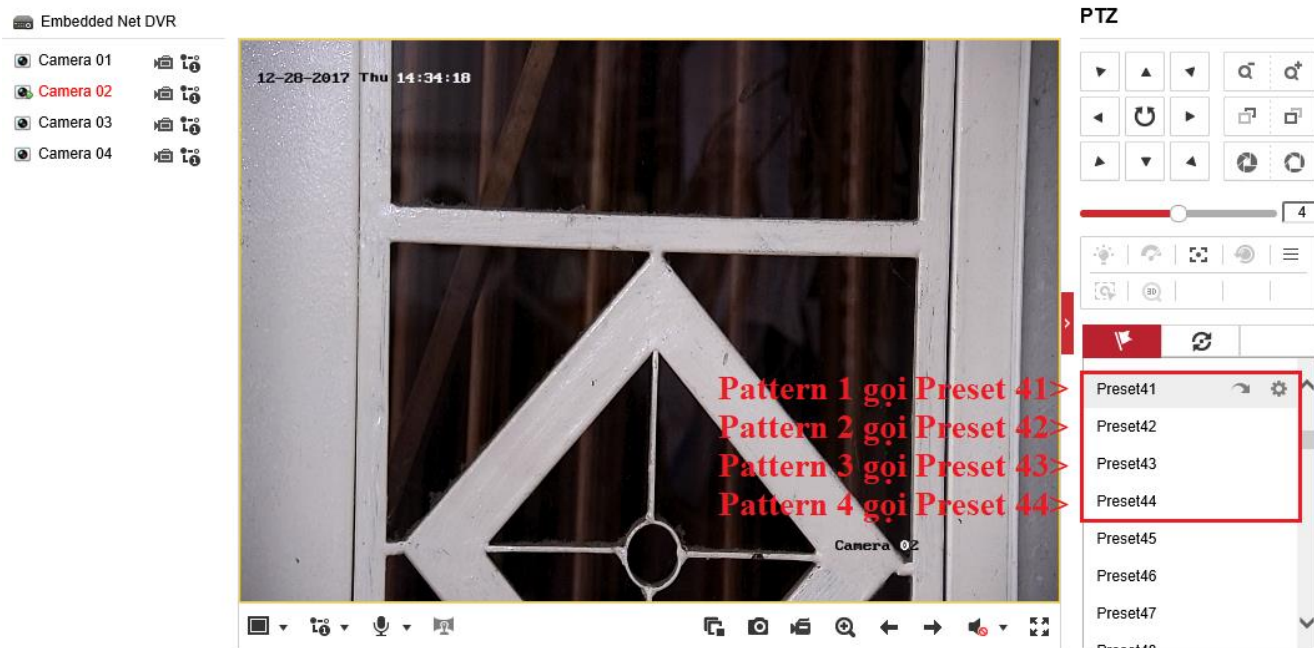 Embedded Net DVR
Camera 01
Camera 02
Camera 03
Camera 04
12-28-2017 Thu 14:34:18
Pattern 1 gọi Preset 41>
Pattern 2 gọi Preset 42>
Pattern 3 gọi Preset 43>
Pattern 4 gọi Preset 44>
Camera 02
PTZ
4
3D
Preset41
Preset42
Preset43
Preset44
Preset45
Preset46
Preset47
Preset48